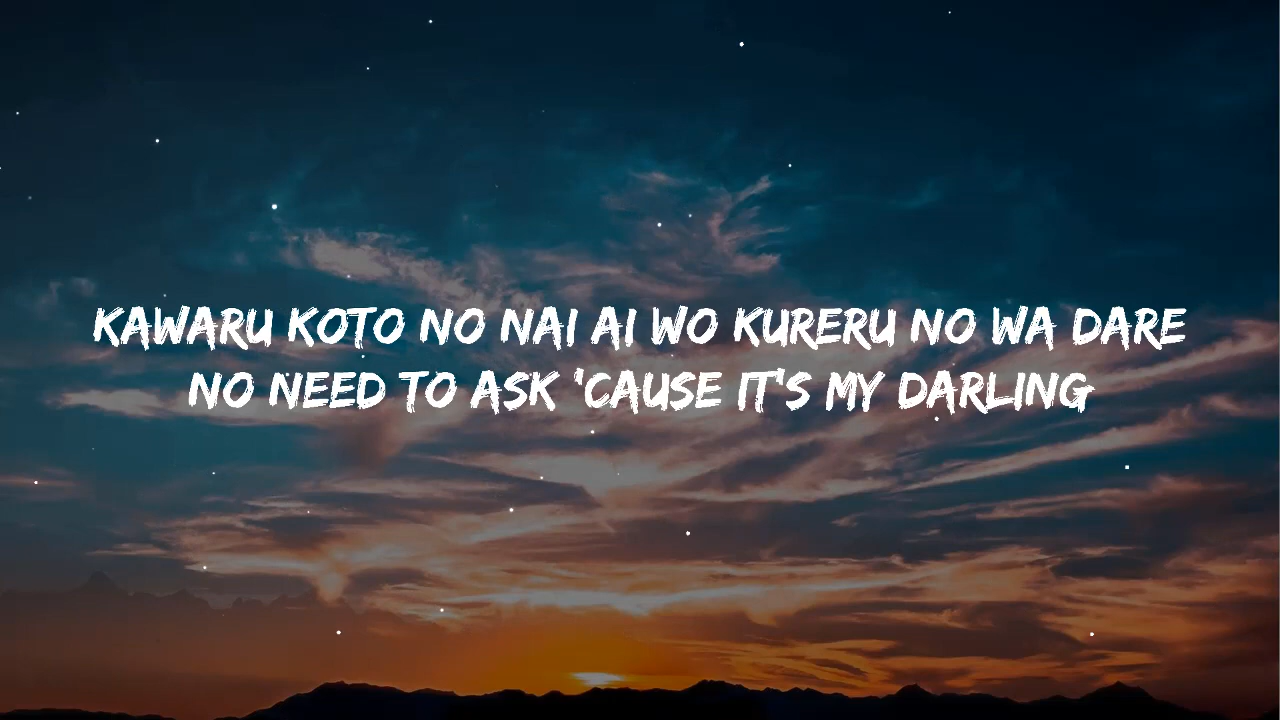 KAWARU KOTO NO NAI AI WO KURERU NO WA DARE
NO NEED TO ASK 'CAUSE IT'S MY DARLING